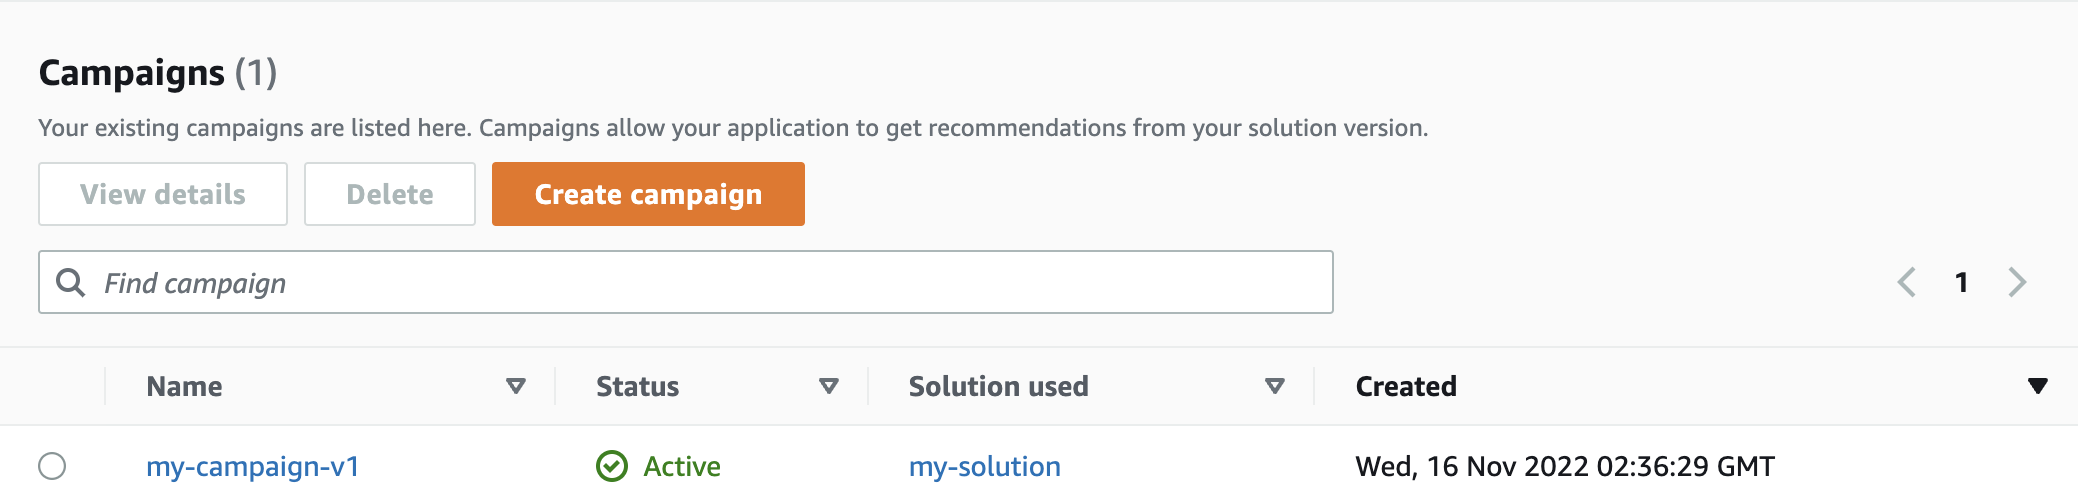 Campaigns (1)
Your existing campaigns are listed here. Campaigns allow your application to get recommendations from your solution version.
View details Delete Create campaign
Find campaign 1
Name Status Solution used Created
my-campaign-v1 Active my-solution Wed, 16 Nov 2022 02:36:29 GMT